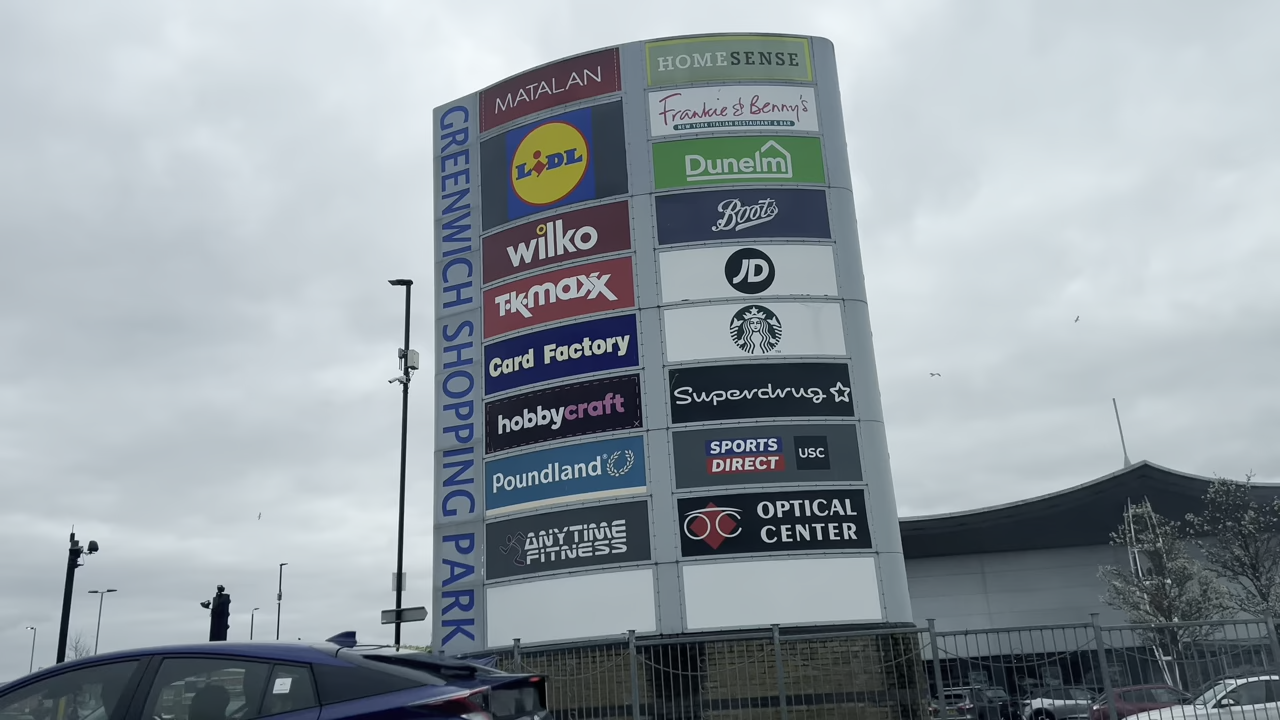 GREENWICH SHOPPING PARK
MATALAN
LIDL
wilko
TK maxx
Card Factory
hobbycraft
Poundland
ANYTIME
FITNESS
HOMESENSE
Frankie & Benny's
NEW YORK ITALIAN RESTAURANT & BAR
Dunelm
Boots
JD
Superdrug
SPORTS
DIRECT
USC
OPTICAL
CENTER